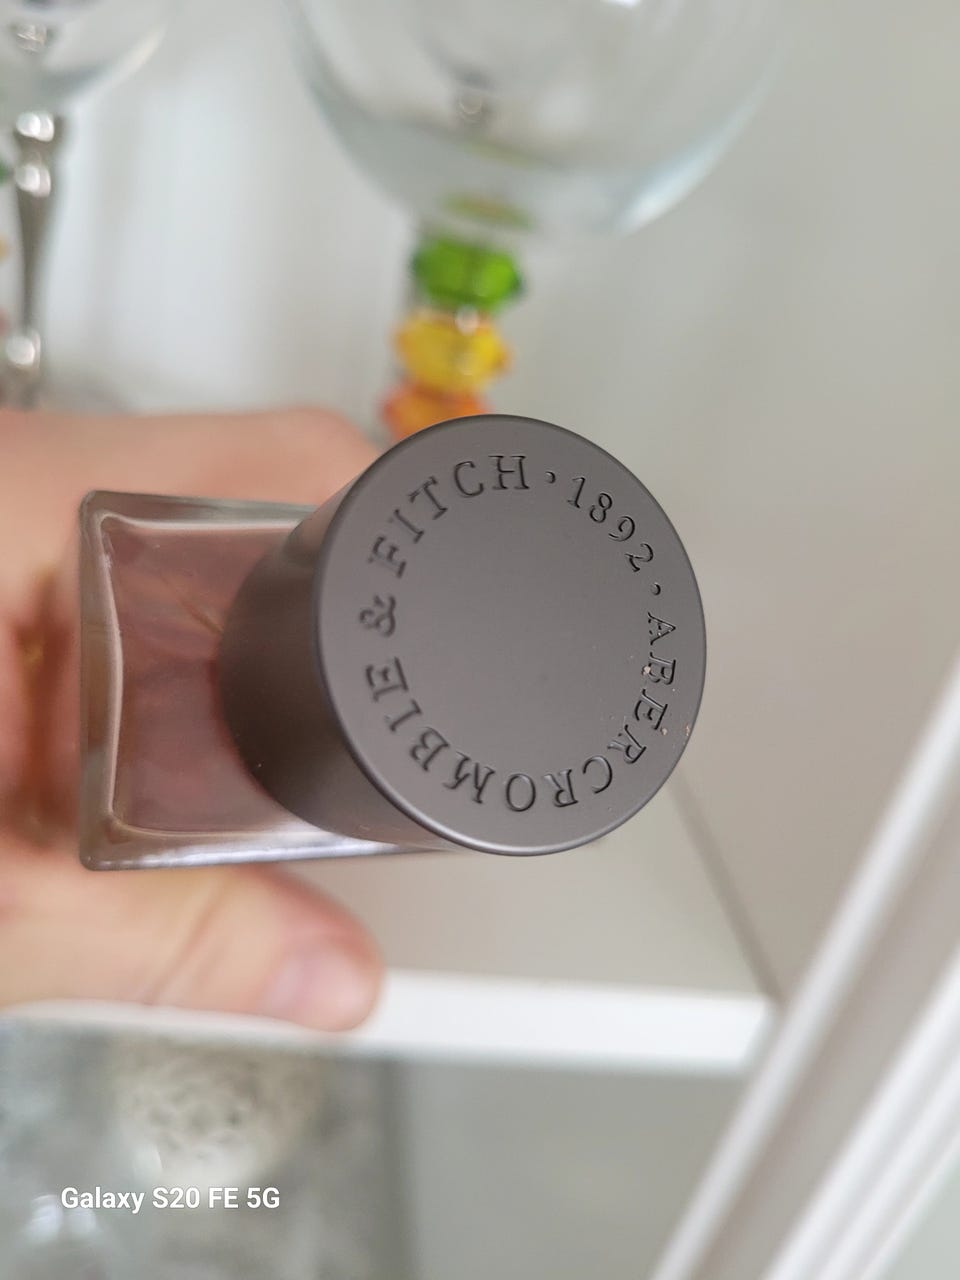 ABERCROMBIE & FITCH · 1892 ·
Galaxy S20 FE 5G